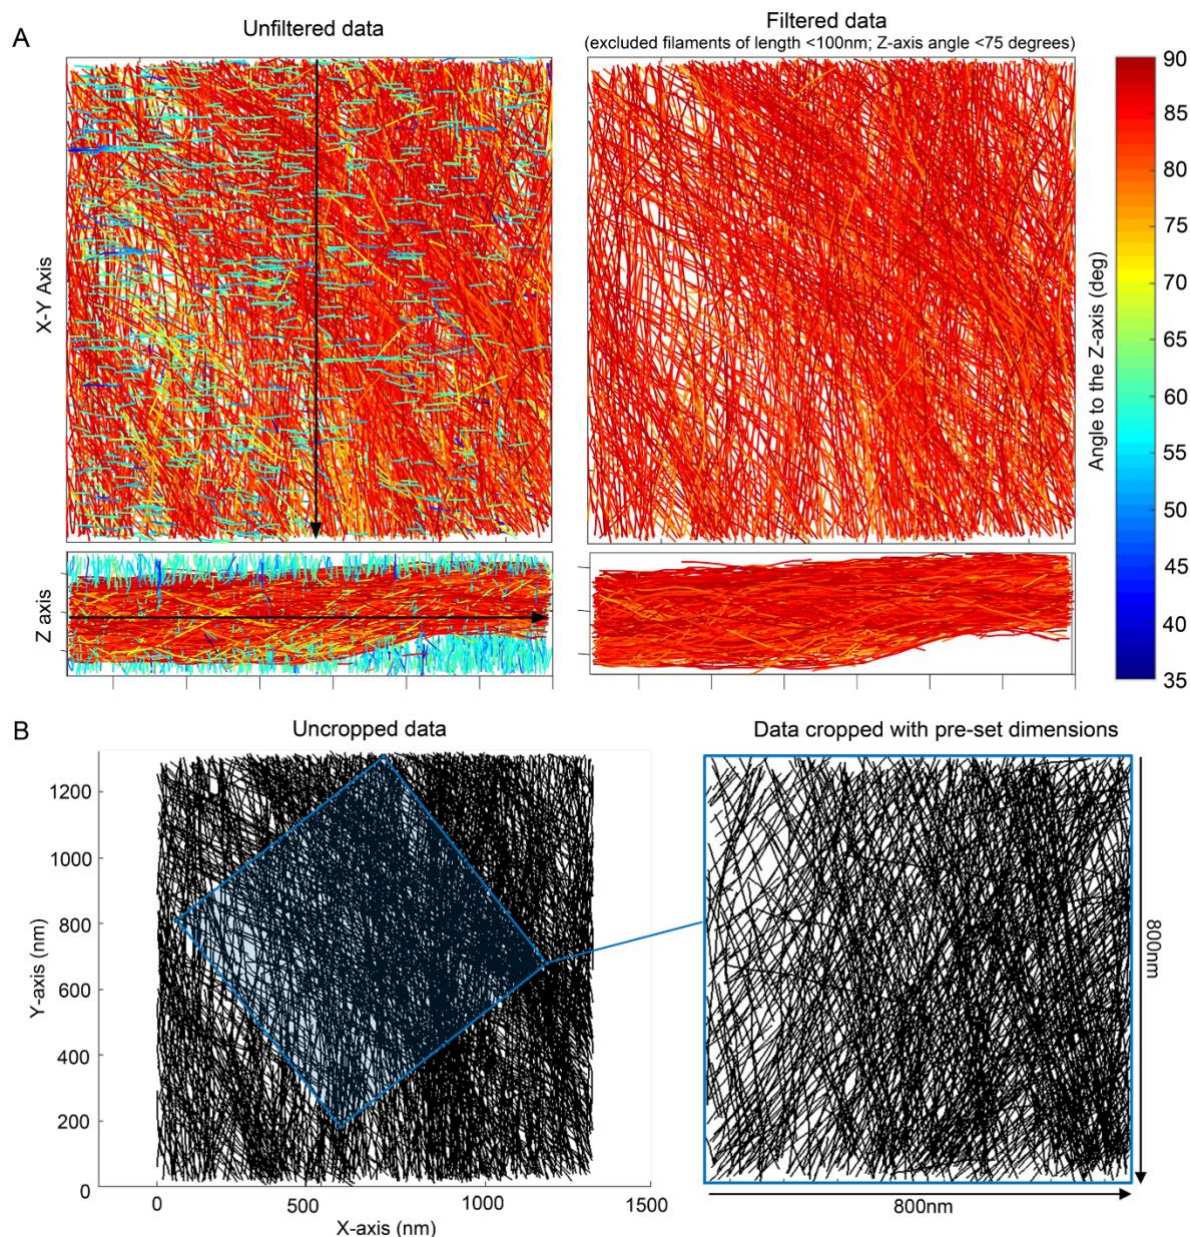 A
Unfiltered data
Filtered data
(excluded filaments of length <100nm; Z-axis angle <75 degrees)
X-Y Axis
Z axis
90
85
80
75
70
65
60
55
50
45
40
35
Angle to the Z-axis (deg)
B
Uncropped data
Data cropped with pre-set dimensions
1200
1000
800
600
400
200
0
Y-axis (nm)
0
500
1000
1500
X-axis (nm)
800nm
800nm